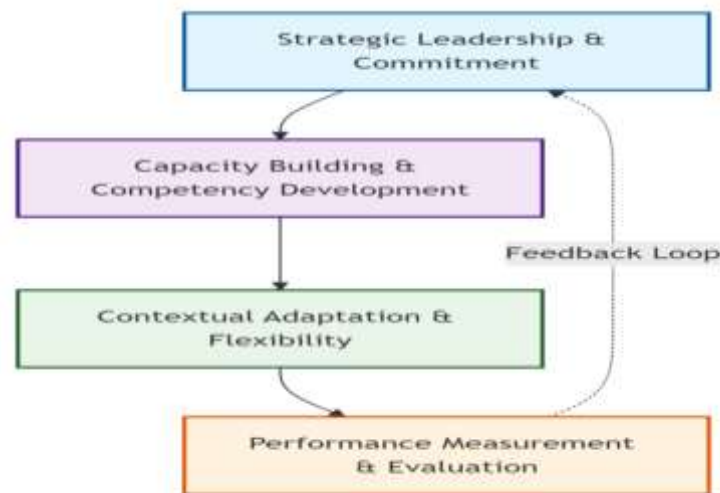 Strategic Leadership &
Commitment
Capacity Building &
Competency Development
Feedback Loop
Contextual Adaptation &
Flexibility
Performance Measurement
& Evaluation